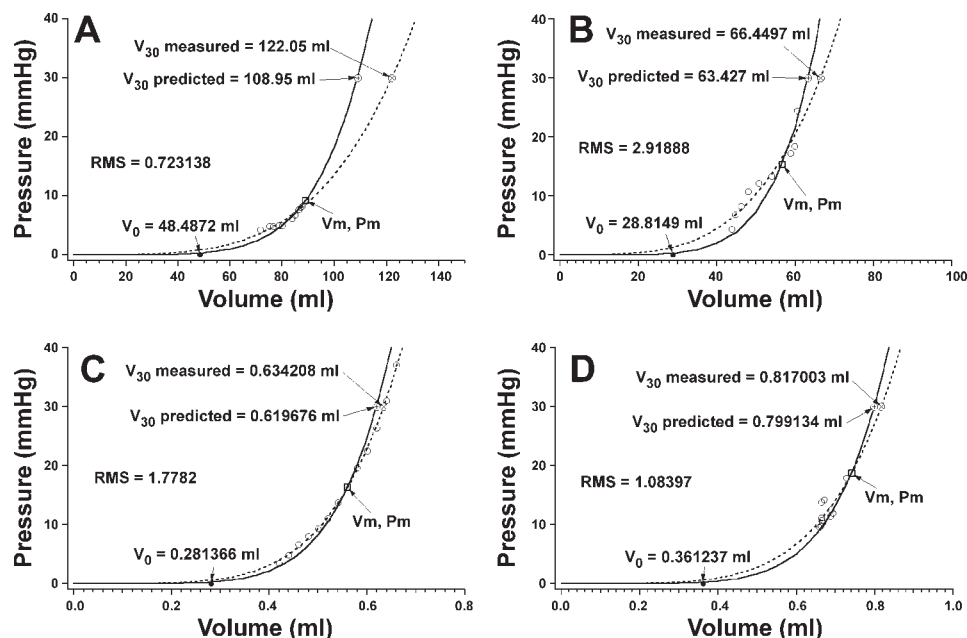 A
Pressure (mmHg)
40
30
20
10
0
V30 measured = 122.05 ml
V30 predicted = 108.95 ml
RMS = 0.723138
V0 = 48.4872 ml
Vm, Pm
0 20 40 60 80 100 120 140
Volume (ml)
B
Pressure (mmHg)
40
30
20
10
0
V30 measured = 66.4497 ml
V30 predicted = 63.427 ml
RMS = 2.91888
V0 = 28.8149 ml
Vm, Pm
0 20 40 60 80 100
Volume (ml)
C
Pressure (mmHg)
40
30
20
10
0
V30 measured = 0.634208 ml
V30 predicted = 0.619676 ml
RMS = 1.7782
V0 = 0.281366 ml
Vm, Pm
0.0 0.2 0.4 0.6 0.8
Volume (ml)
D
Pressure (mmHg)
40
30
20
10
0
V30 measured = 0.817003 ml
V30 predicted = 0.799134 ml
RMS = 1.08397
V0 = 0.361237 ml
Vm, Pm
0.0 0.2 0.4 0.6 0.8 1.0
Volume (ml)